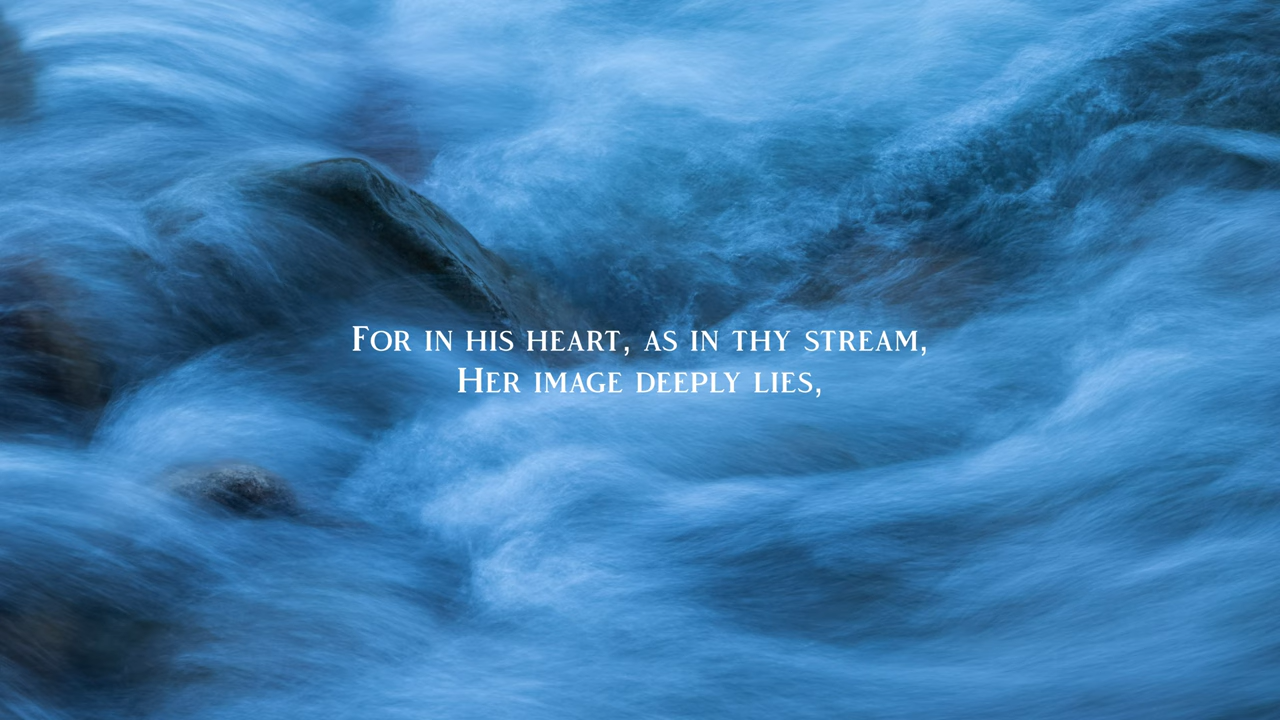 For in his heart, as in thy stream,
Her image deeply lies,